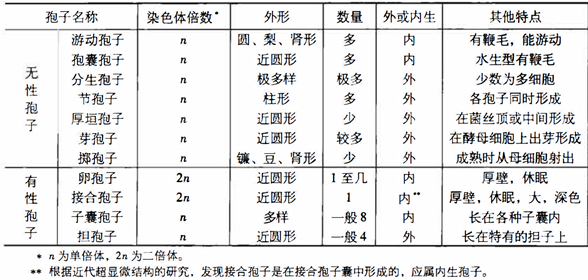 孢子名称 染色体倍数* 外形 数量 外或内生 其他特点
无性孢子
游动孢子 n 圆、梨、肾形 多 内 有鞭毛，能游动
孢囊孢子 n 近圆形 多 内 水生型有鞭毛
分生孢子 n 极多样 极多 外 少数为多细胞
节孢子 n 柱形 多 外 各孢子同时形成
厚垣孢子 n 近圆形 少 外 在菌丝顶或中间形成
芽孢子 n 近圆形 较多 外 在酵母细胞上出芽形成
掷孢子 n 镰、豆、肾形 少 外 成熟时从母细胞射出
有性孢子
卵孢子 2n 近圆形 1至几 内 厚壁，休眠
接合孢子 2n 近圆形 1 内** 厚壁，休眠，大，深色
子囊孢子 n 多样 一般8 内 长在各种子囊内
担孢子 n 近圆形 一般4 外 长在特有的担子上
* n为单倍体，2n为二倍体。
** 根据近代超显微结构的研究，发现接合孢子是在接合孢子囊中形成的，应属内生孢子。